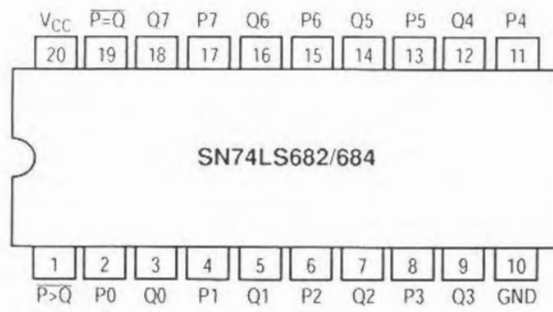 VCC P=Q Q7 P7 Q6 P6 Q5 P5 Q4 P4
20 19 18 17 16 15 14 13 12 11
SN74LS682/684
1 2 3 4 5 6 7 8 9 10
P>Q P0 Q0 P1 Q1 P2 Q2 P3 Q3 GND